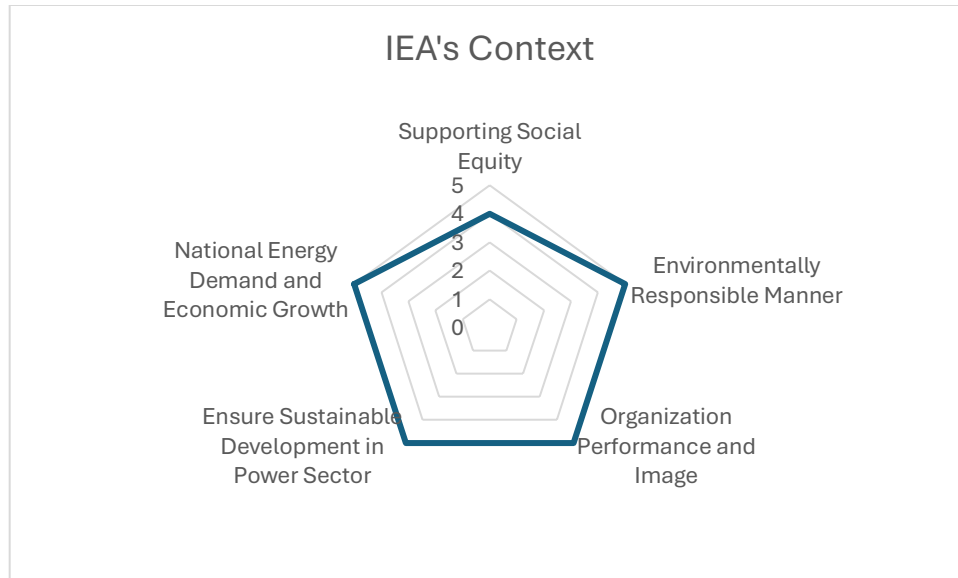 IEA's Context
Supporting Social
Equity
5
4
3
2
1
0
Environmentally
Responsible Manner
Organization
Performance and
Image
Ensure Sustainable
Development in
Power Sector
National Energy
Demand and
Economic Growth